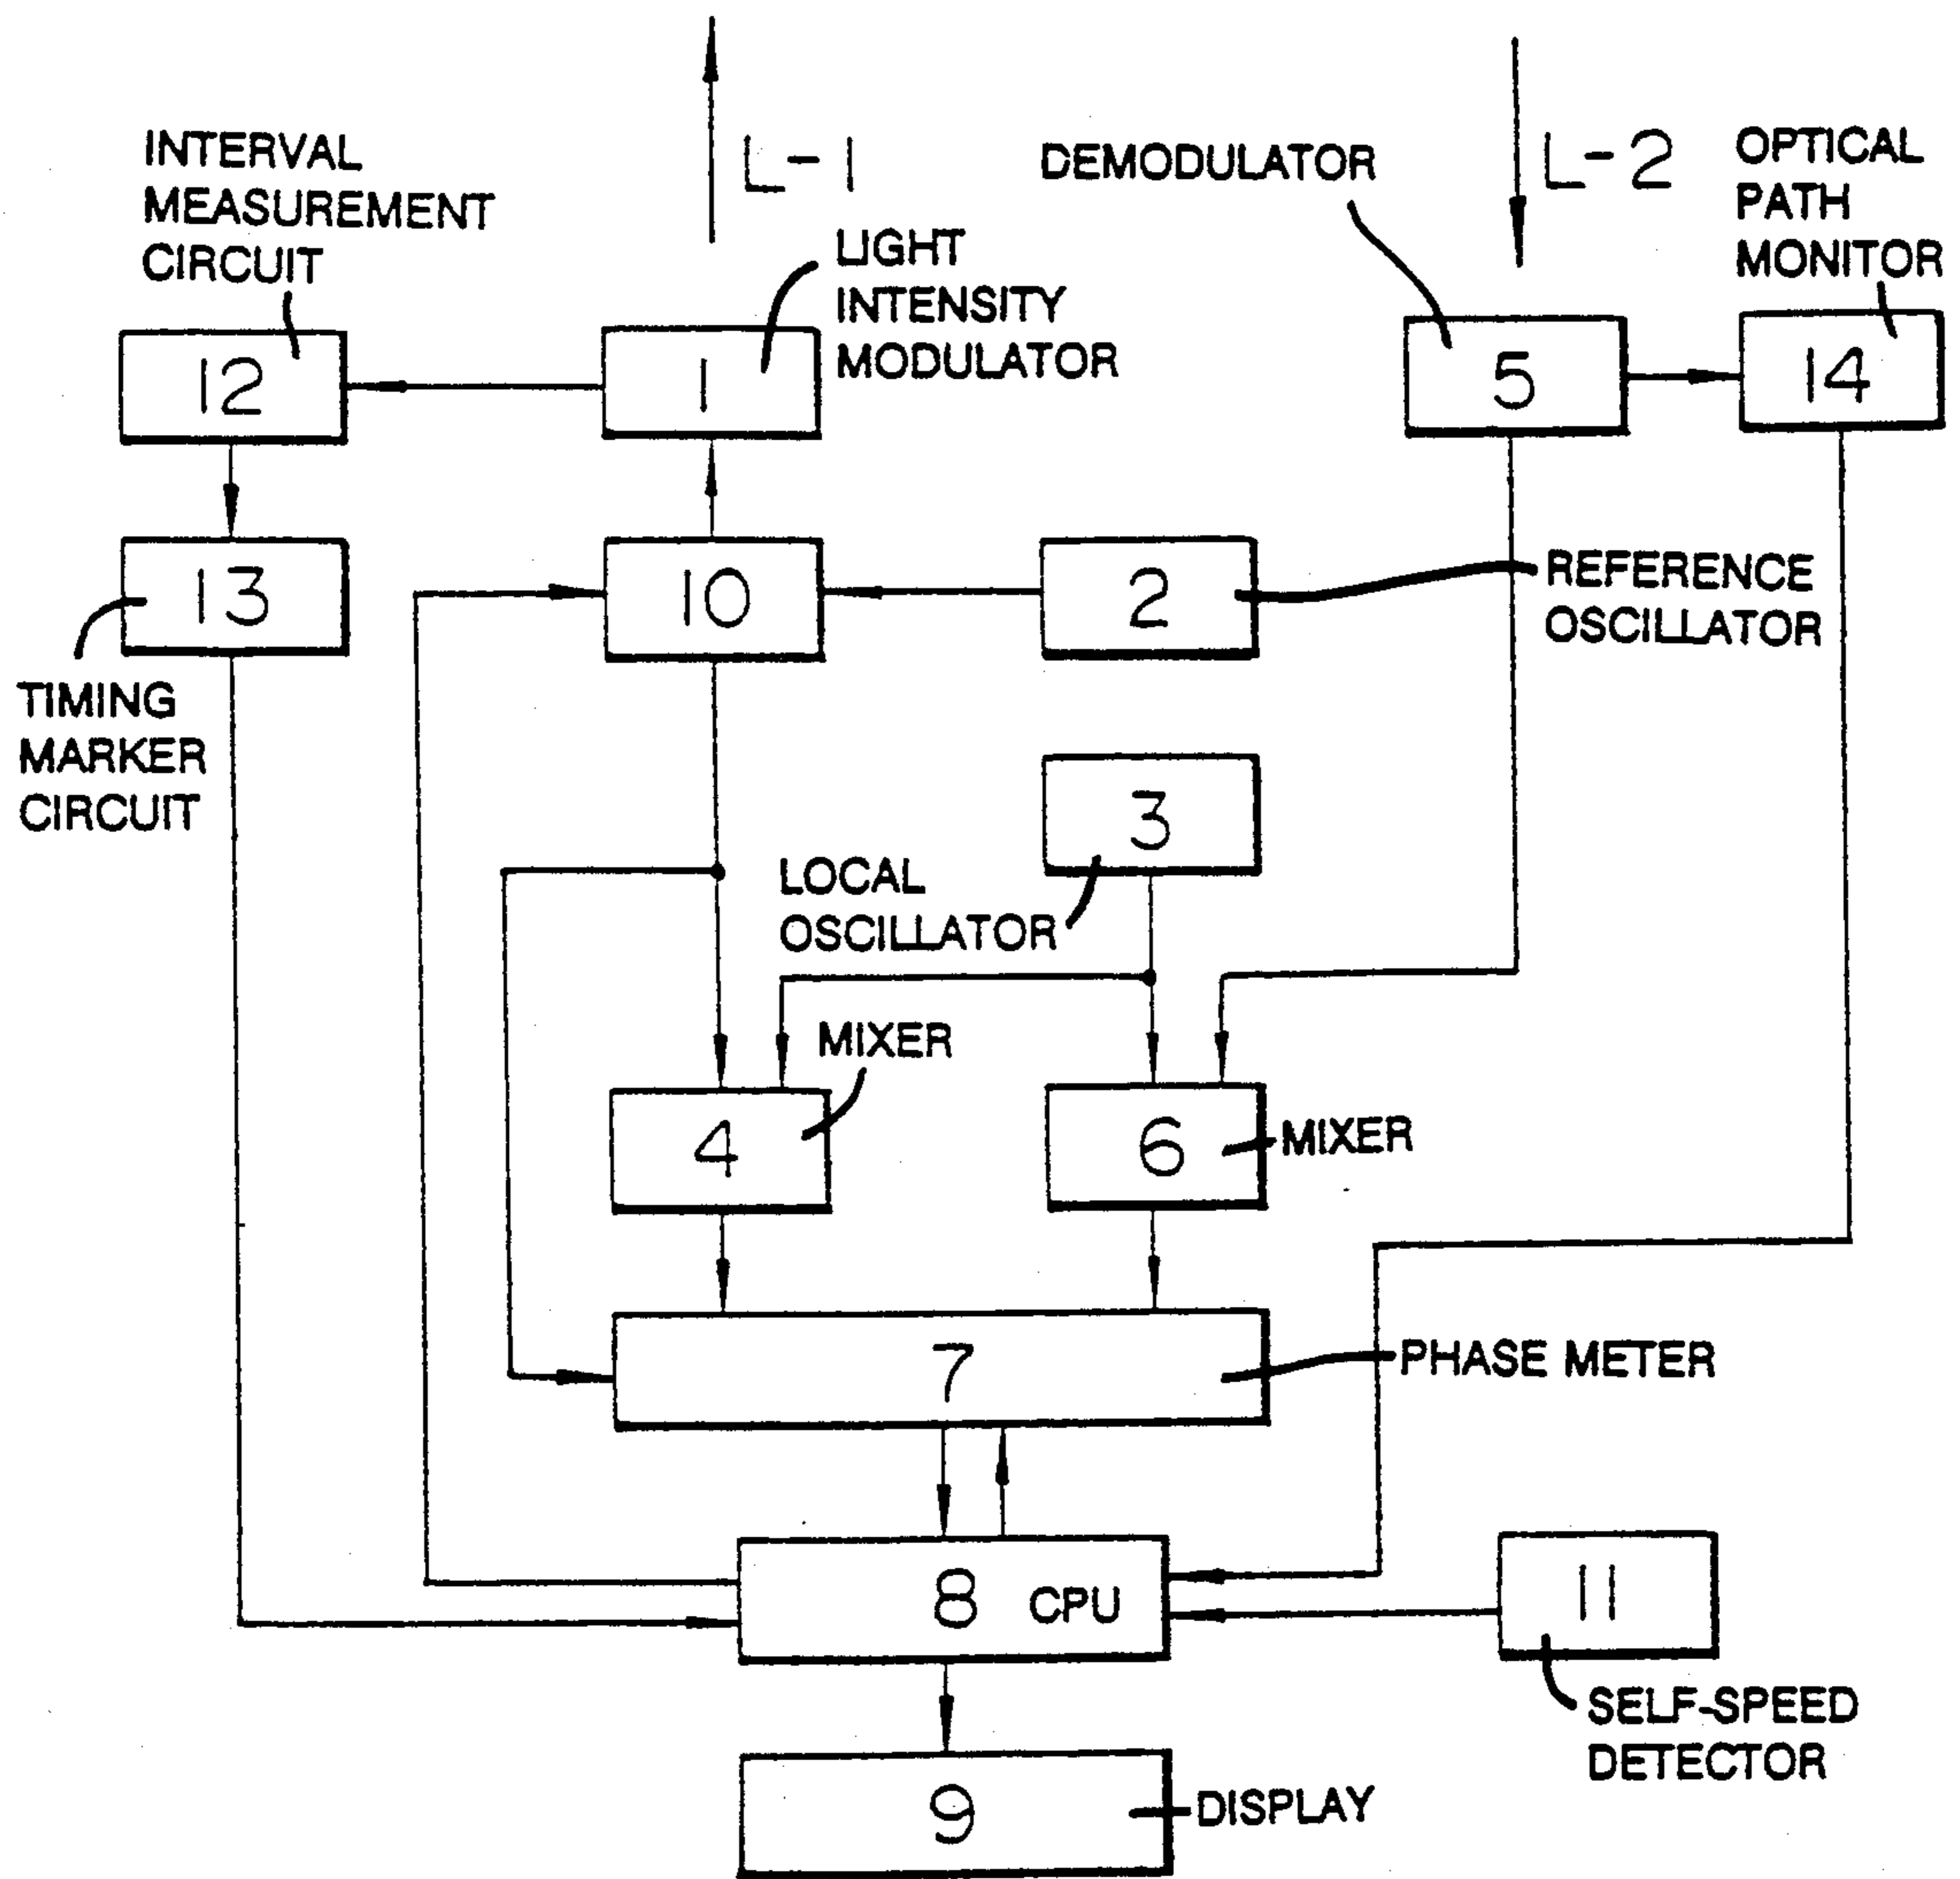 L-1
L-2
INTERVAL
MEASUREMENT
CIRCUIT
LIGHT
INTENSITY
MODULATOR
DEMODULATOR
OPTICAL
PATH
MONITOR
12
1
5
14
13
10
2
REFERENCE
OSCILLATOR
TIMING
MARKER
CIRCUIT
3
LOCAL
OSCILLATOR
MIXER
4
6
MIXER
7
PHASE METER
8 CPU
11
SELF-SPEED
DETECTOR
9
DISPLAY